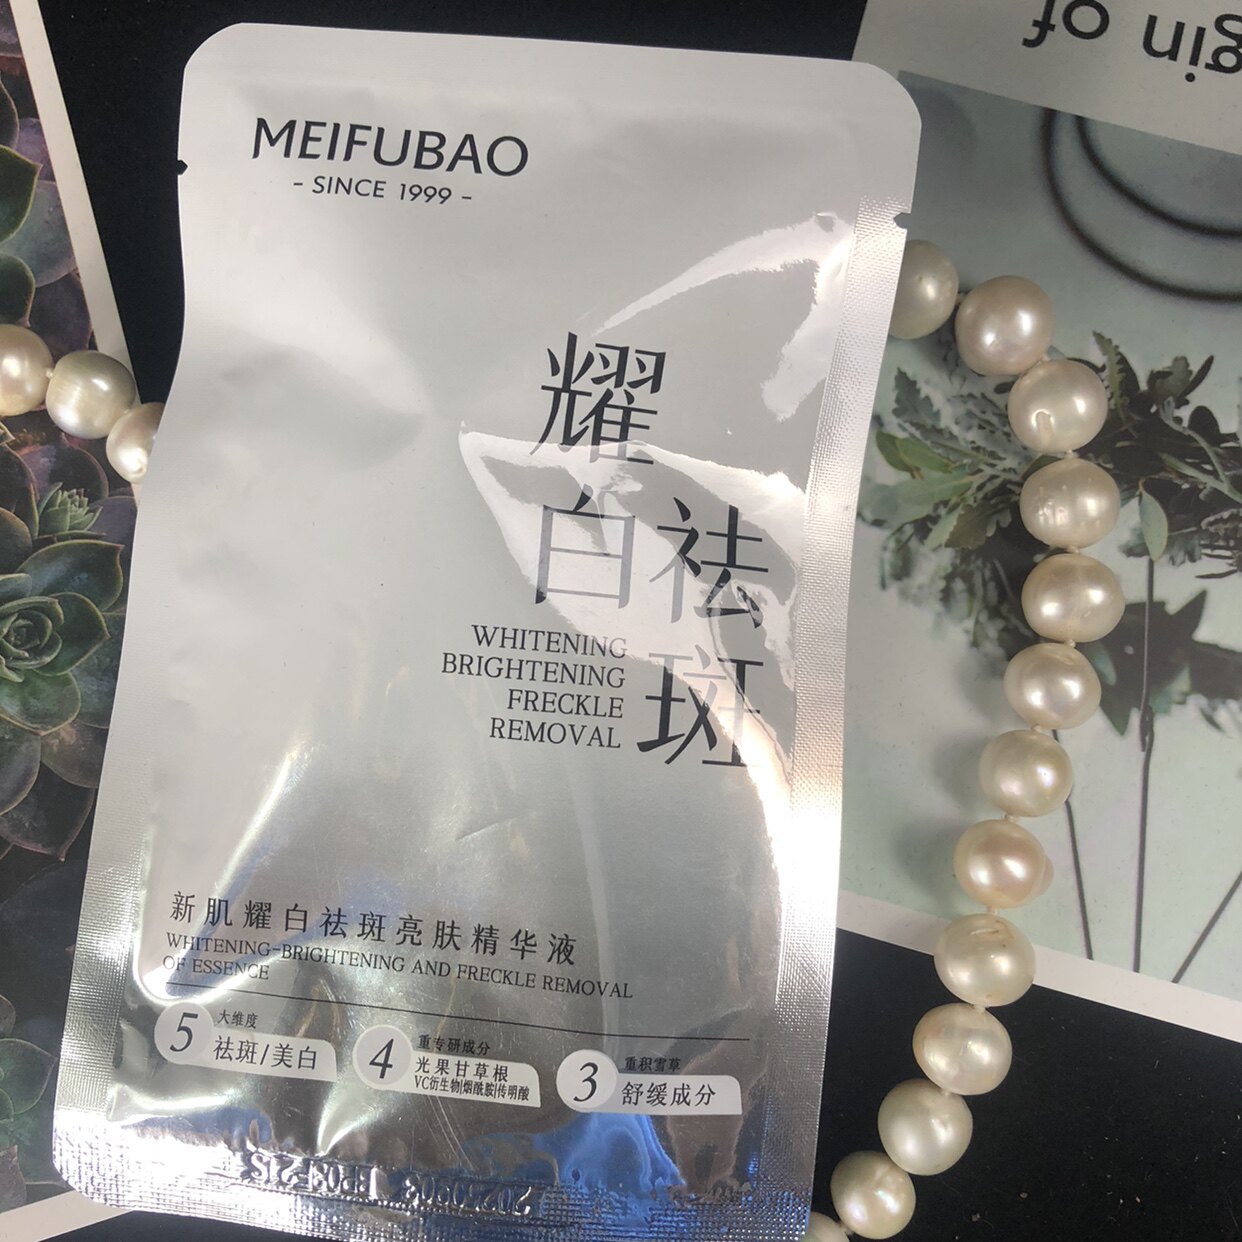 gin of
MEIFUBAO
- SINCE 1999 -
耀白
祛斑
WHITENING
BRIGHTENING
FRECKLE
REMOVAL
新肌耀白祛斑亮肤精华液
WHITENING-BRIGHTENING AND FRECKLE REMOVAL
OF ESSENCE
5 大维度
祛斑/美白
4 重专研成分
光果甘草根
VC衍生物|烟酰胺|传明酸
3 重积雪草
舒缓成分